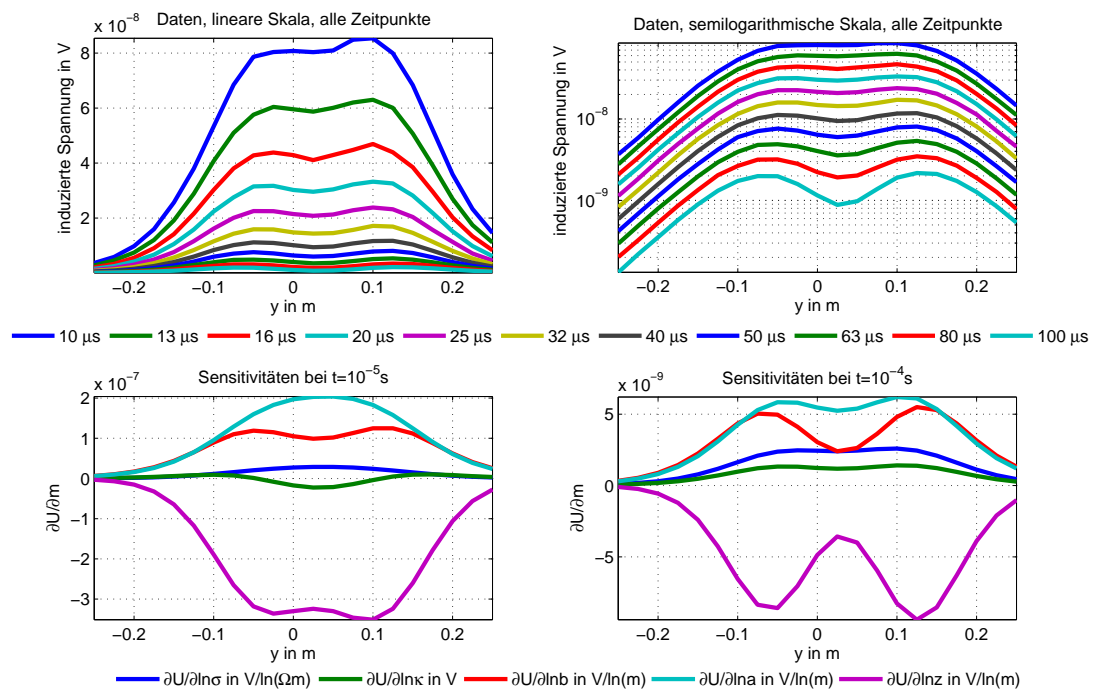 Daten, lineare Skala, alle Zeitpunkte
x 10⁻⁸
8
6
4
2
induzierte Spannung in V
−0.2 −0.1 0 0.1 0.2
y in m
Daten, semilogarithmische Skala, alle Zeitpunkte
10⁻⁸
10⁻⁹
induzierte Spannung in V
−0.2 −0.1 0 0.1 0.2
y in m
10 μs 13 μs 16 μs 20 μs 25 μs 32 μs 40 μs 50 μs 63 μs 80 μs 100 μs
Sensitivitäten bei t=10⁻⁵s
x 10⁻⁷
2
1
0
−1
−2
−3
∂U/∂m
−0.2 −0.1 0 0.1 0.2
y in m
Sensitivitäten bei t=10⁻⁴s
x 10⁻⁹
5
0
−5
∂U/∂m
−0.2 −0.1 0 0.1 0.2
y in m
∂U/∂lnσ in V/ln(Ωm) ∂U/∂lnκ in V ∂U/∂lnb in V/ln(m) ∂U/∂lna in V/ln(m) ∂U/∂lnz in V/ln(m)